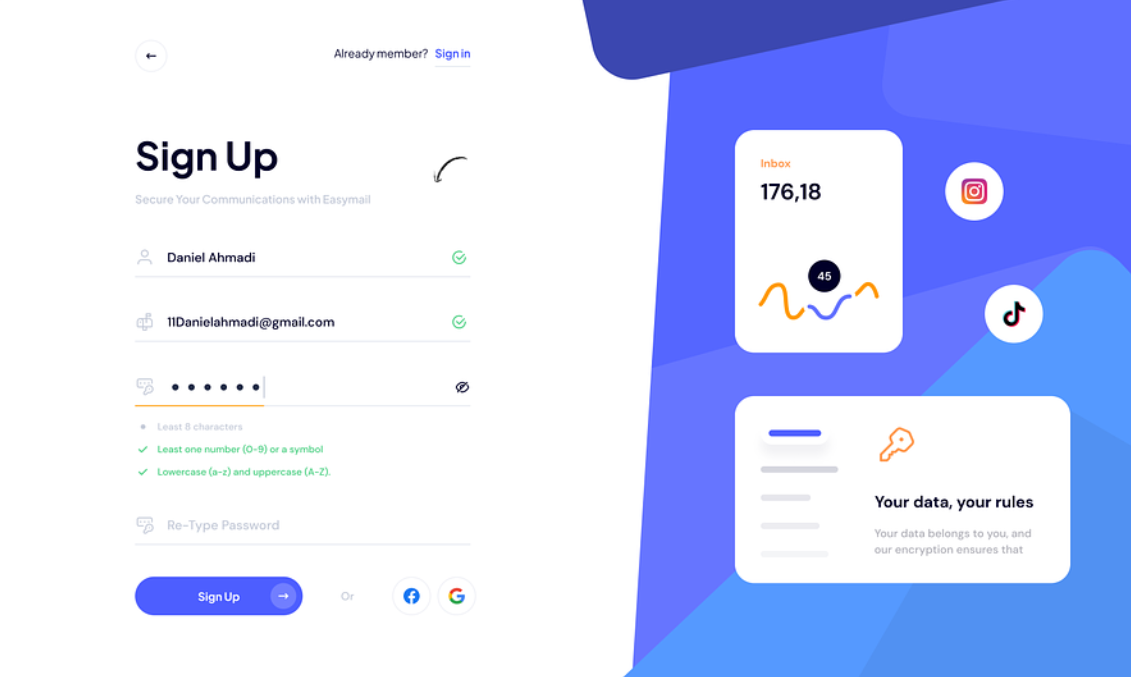 Already member? Sign in
Sign Up
Secure Your Communications with Easymail
Daniel Ahmadi
11Danielahmadi@gmail.com
Least 8 characters
Least one number (0-9) or a symbol
Lowercase (a-z) and uppercase (A-Z).
Re-Type Password
Sign Up
Or
Inbox
176,18
45
Your data, your rules
Your data belongs to you, and
our encryption ensures that